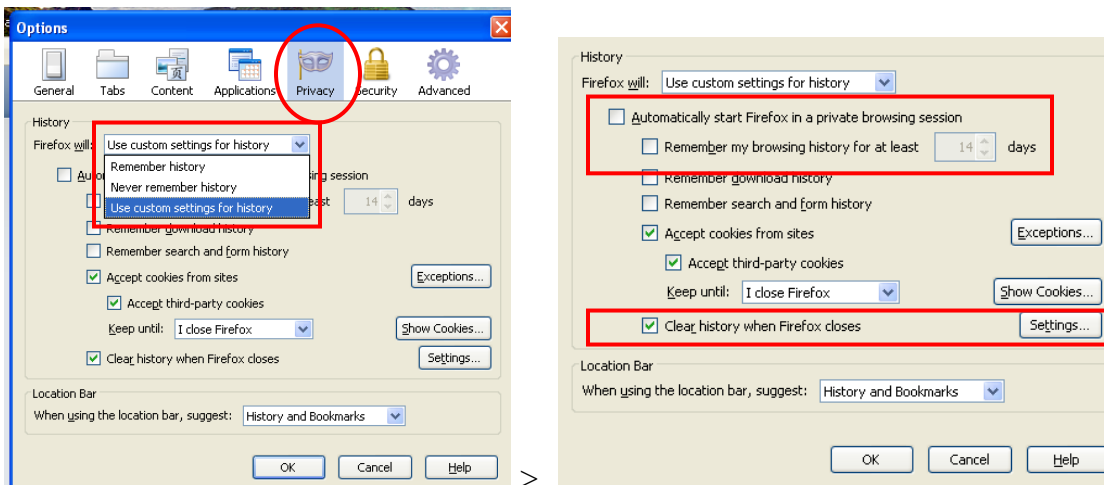 Options
General Tabs Content Applications Privacy Security Advanced
History
Firefox will: Use custom settings for history
Remember history
Never remember history
Use custom settings for history
14 days
Remember download history
Remember search and form history
Accept cookies from sites Exceptions...
Accept third-party cookies
Keep until: I close Firefox Show Cookies...
Clear history when Firefox closes Settings...
Location Bar
When using the location bar, suggest: History and Bookmarks
OK Cancel Help
>
History
Firefox will: Use custom settings for history
Automatically start Firefox in a private browsing session
Remember my browsing history for at least 14 days
Remember download history
Remember search and form history
Accept cookies from sites Exceptions...
Accept third-party cookies
Keep until: I close Firefox Show Cookies...
Clear history when Firefox closes Settings...
Location Bar
When using the location bar, suggest: History and Bookmarks
OK Cancel Help